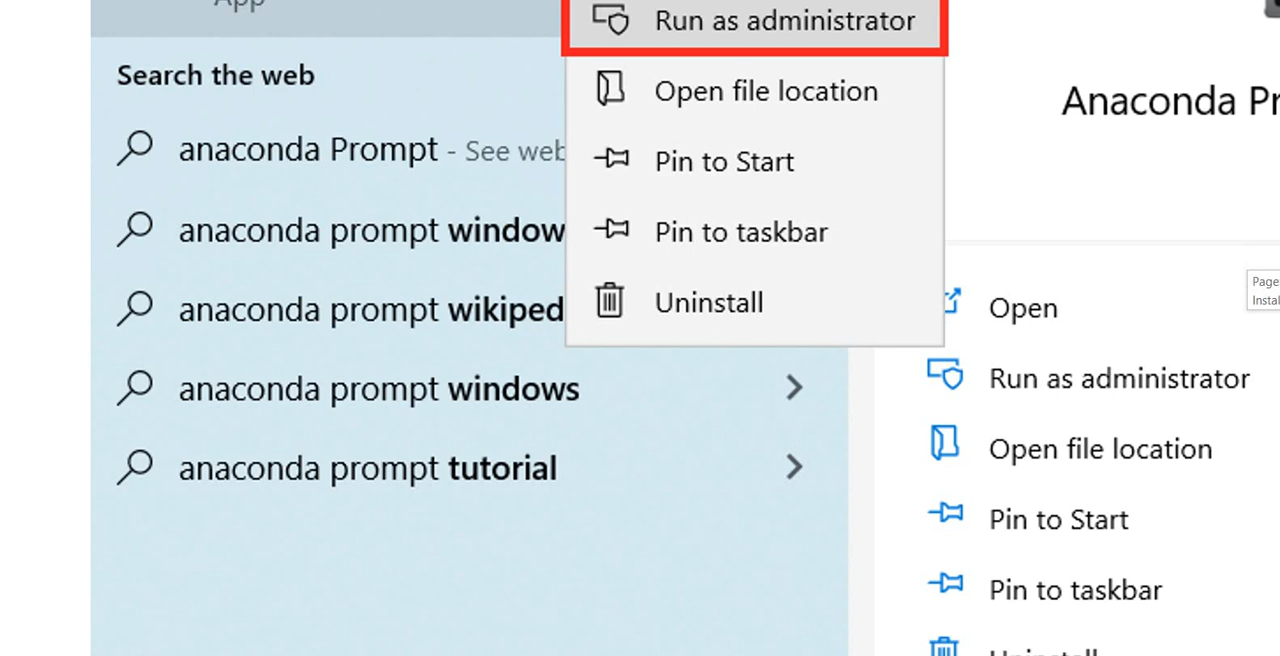 App
Search the web
anaconda Prompt - See web
anaconda prompt window
anaconda prompt wikiped
anaconda prompt windows
anaconda prompt tutorial
Run as administrator
Open file location
Pin to Start
Pin to taskbar
Uninstall
Anaconda Pr
Open
Run as administrator
Open file location
Pin to Start
Pin to taskbar
Uninstall
Page
Instal